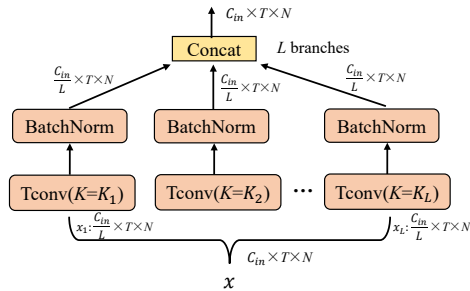 C_in × T × N
Concat
L branches
C_in/L × T × N
C_in/L × T × N
C_in/L × T × N
BatchNorm
BatchNorm
BatchNorm
Tconv(K=K_1)
Tconv(K=K_2)
...
Tconv(K=K_L)
x_1: C_in/L × T × N
x_L: C_in/L × T × N
C_in × T × N
x